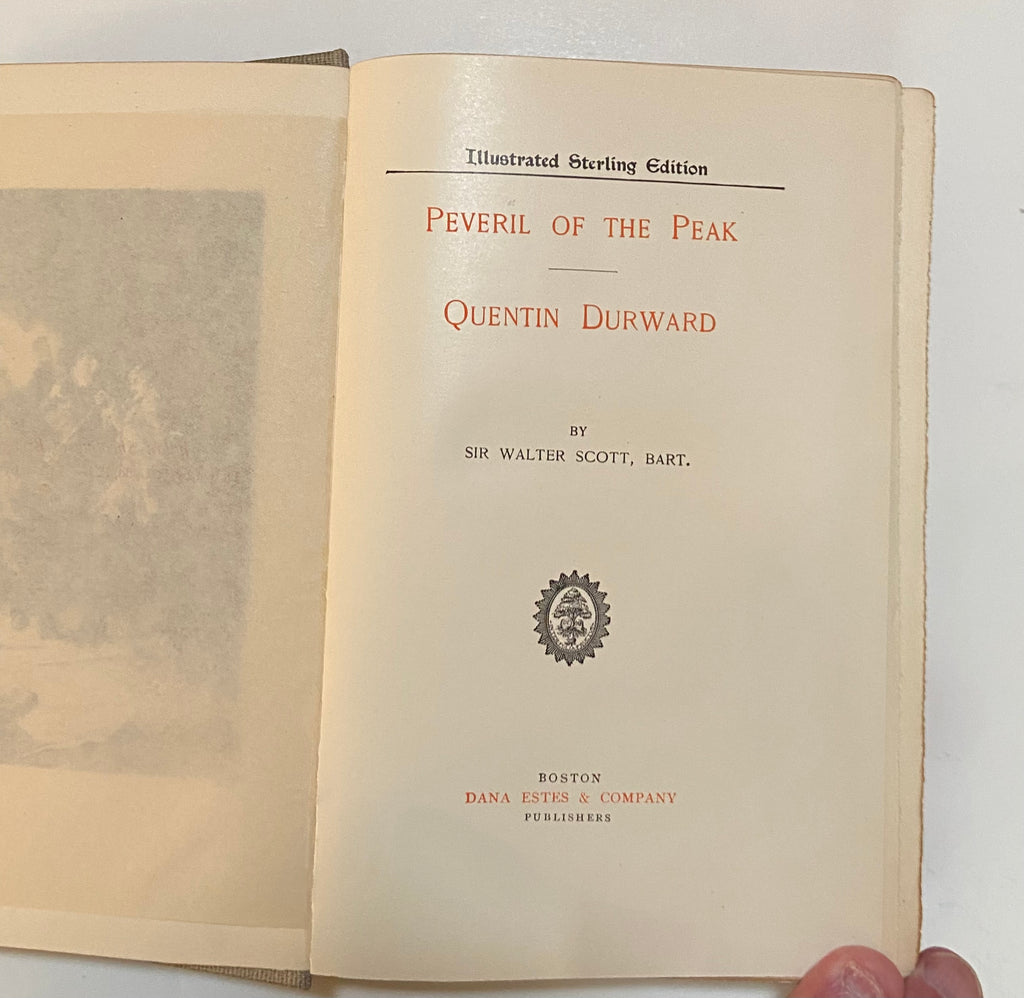 Illustrated Sterling Edition
PEVERIL OF THE PEAK
QUENTIN DURWARD
BY
SIR WALTER SCOTT, BART.
BOSTON
DANA ESTES & COMPANY
PUBLISHERS